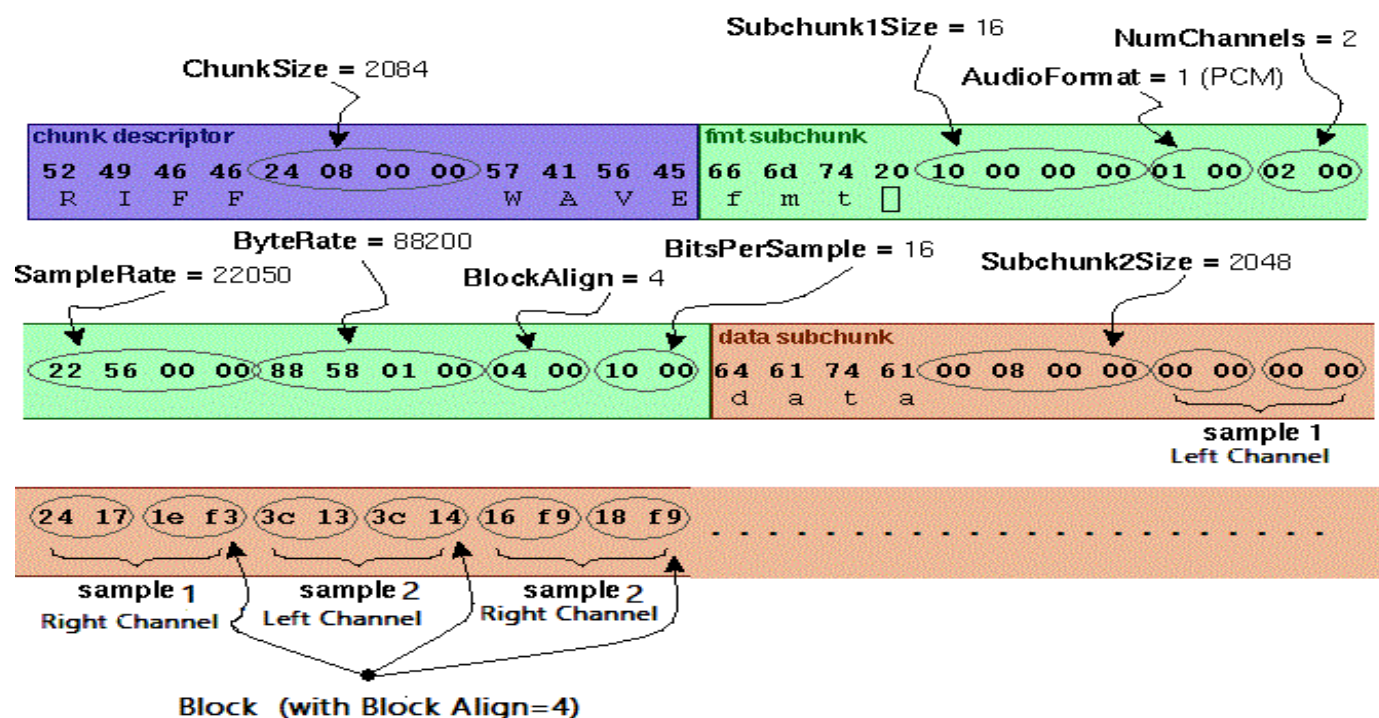 Subchunk1Size = 16
NumChannels = 2
ChunkSize = 2084
AudioFormat = 1 (PCM)
chunk descriptor
fmt subchunk
52 49 46 46 24 08 00 00 57 41 56 45 66 6d 74 20 10 00 00 00 01 00 02 00
R I F F W A V E f m t
ByteRate = 88200
BitsPerSample = 16
SampleRate = 22050
BlockAlign = 4
Subchunk2Size = 2048
data subchunk
22 56 00 00 88 58 01 00 04 00 10 00 64 61 74 61 00 08 00 00 00 00 00 00
d a t a
sample 1
Left Channel
24 17 1e f3 3c 13 3c 14 16 f9 18 f9 . . . . . . . . . . . . . . . . . . . . . .
sample 1
Right Channel
sample 2
Left Channel
sample 2
Right Channel
Block (with Block Align=4)